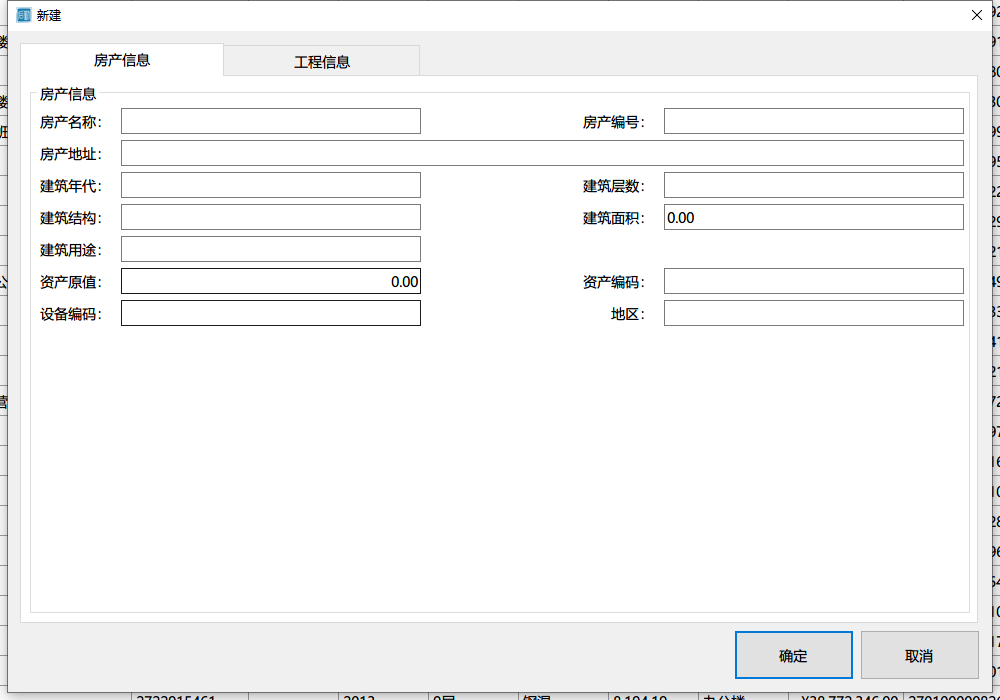 新建
房产信息 工程信息
房产信息
房产名称： 房产编号：
房产地址：
建筑年代： 建筑层数：
建筑结构： 建筑面积： 0.00
建筑用途：
资产原值： 0.00 资产编码：
设备编码： 地区：
确定 取消